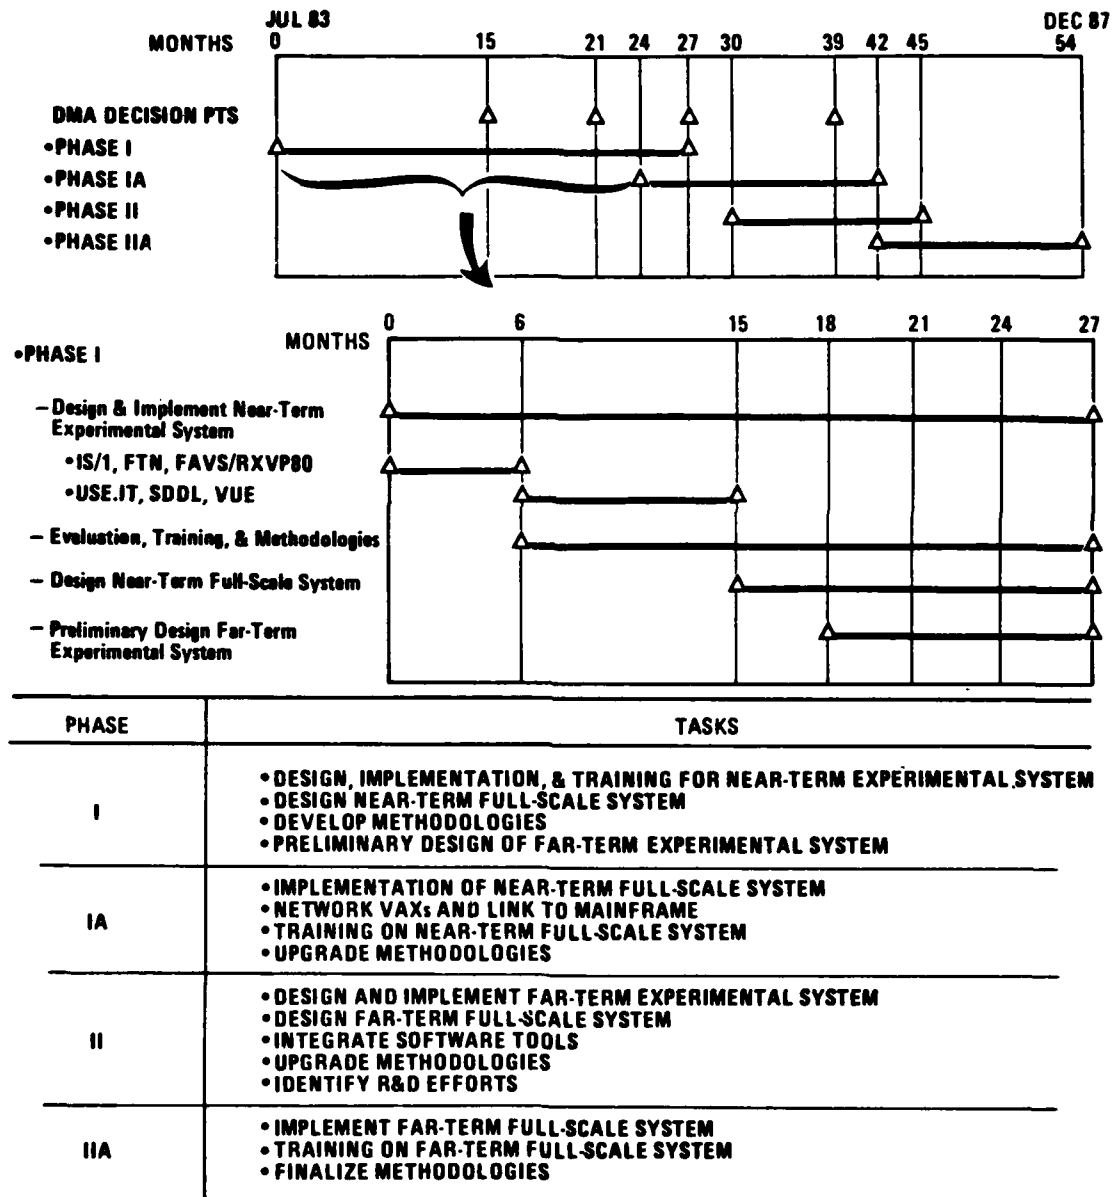 JUL 83 DEC 87
MONTHS 0 15 21 24 27 30 39 42 45 54
DMA DECISION PTS
•PHASE I
•PHASE IA
•PHASE II
•PHASE IIA
0 6 15 18 21 24 27
MONTHS
•PHASE I
– Design & Implement Near-Term
Experimental System
•IS/1, FTN, FAVS/RXVP80
•USE.IT, SDDL, VUE
– Evaluation, Training, & Methodologies
– Design Near-Term Full-Scale System
– Preliminary Design Far-Term
Experimental System
PHASE TASKS
I
•DESIGN, IMPLEMENTATION, & TRAINING FOR NEAR-TERM EXPERIMENTAL SYSTEM
•DESIGN NEAR-TERM FULL-SCALE SYSTEM
•DEVELOP METHODOLOGIES
•PRELIMINARY DESIGN OF FAR-TERM EXPERIMENTAL SYSTEM
IA
•IMPLEMENTATION OF NEAR-TERM FULL-SCALE SYSTEM
•NETWORK VAXs AND LINK TO MAINFRAME
•TRAINING ON NEAR-TERM FULL-SCALE SYSTEM
•UPGRADE METHODOLOGIES
II
•DESIGN AND IMPLEMENT FAR-TERM EXPERIMENTAL SYSTEM
•DESIGN FAR-TERM FULL-SCALE SYSTEM
•INTEGRATE SOFTWARE TOOLS
•UPGRADE METHODOLOGIES
•IDENTIFY R&D EFFORTS
IIA
•IMPLEMENT FAR-TERM FULL-SCALE SYSTEM
•TRAINING ON FAR-TERM FULL-SCALE SYSTEM
•FINALIZE METHODOLOGIES